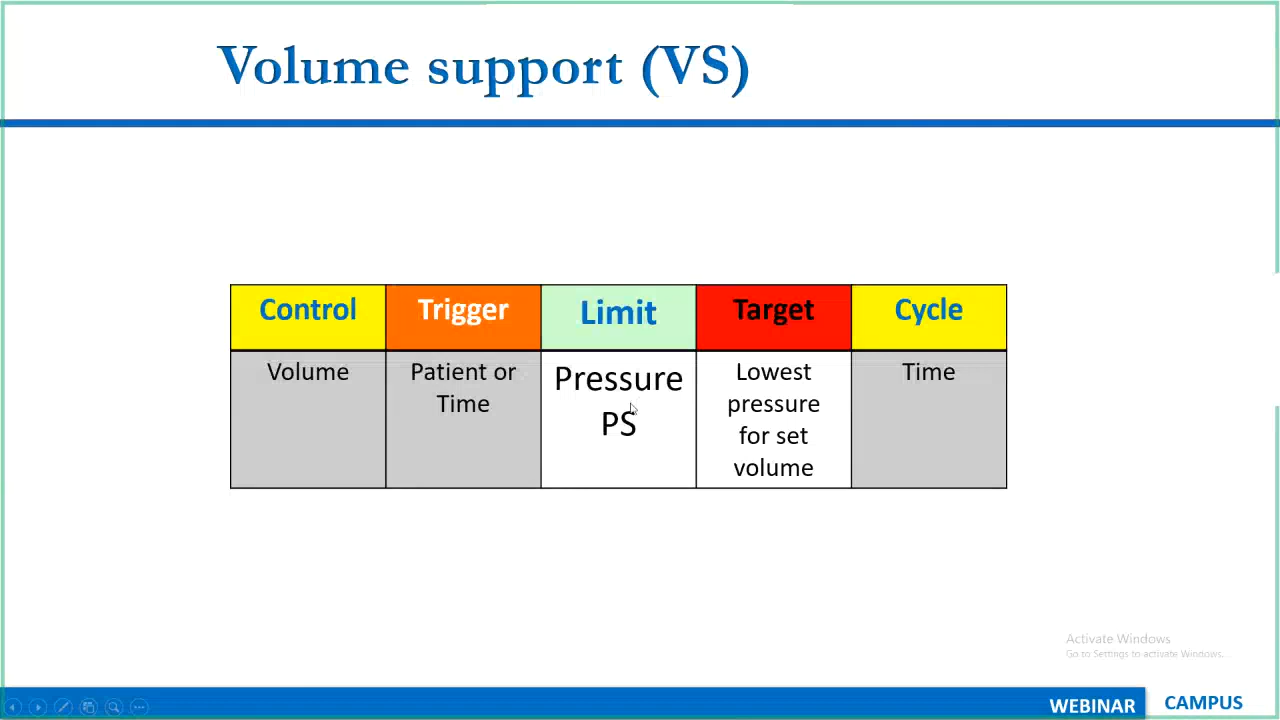 Volume support (VS)
Control
Trigger
Limit
Target
Cycle
Volume
Patient or
Time
Pressure
PS
Lowest
pressure
for set
volume
Time
Activate Windows
Go to Settings to activate Windows...
WEBINAR
CAMPUS